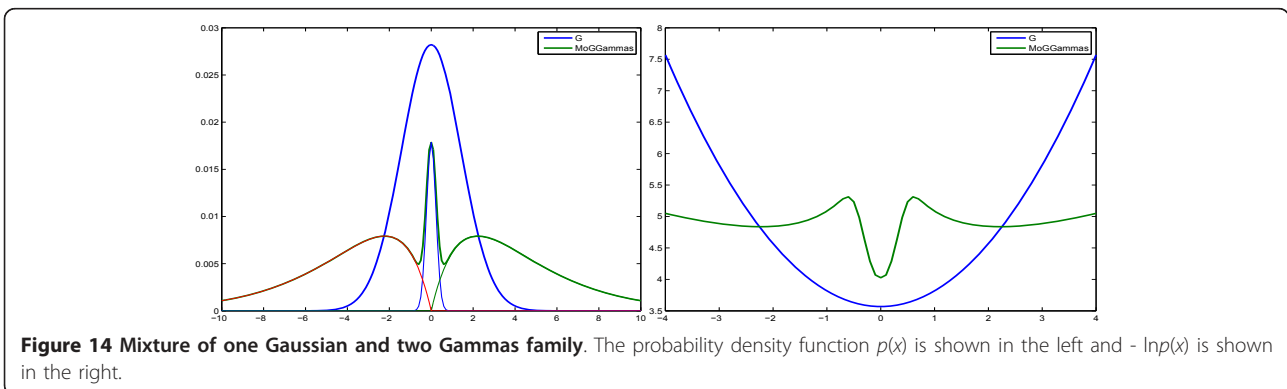 0.03
0.025
0.02
0.015
0.01
0.005
0
−10 −8 −6 −4 −2 0 2 4 6 8 10
G
MoGGammas
8
7.5
7
6.5
6
5.5
5
4.5
4
3.5
−4 −3 −2 −1 0 1 2 3 4
G
MoGGammas
Figure 14 Mixture of one Gaussian and two Gammas family. The probability density function p(x) is shown in the left and - lnp(x) is shown
in the right.